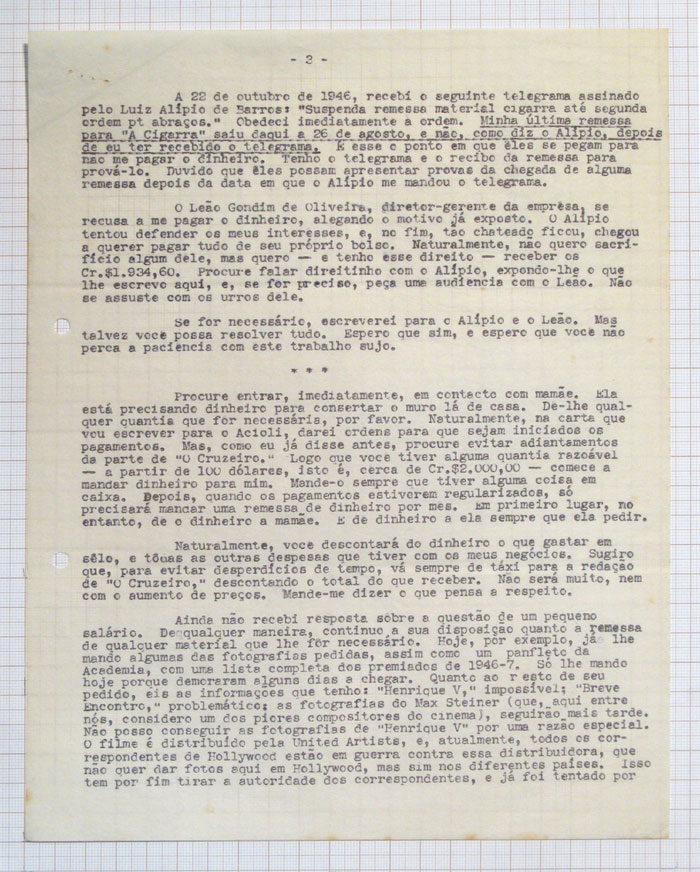 - 3 -
A 22 de outubro de 1946, recebi o seguinte telegrama assinado
pelo Luiz Alípio de Barros: "Suspenda remessa material cigarra até segunda
ordem pt abraços." Obedeci imediatamente a ordem. Minha última remessa
para "A Cigarra" saiu daqui a 26 de agosto, e não, como diz o Alípio, depois
de eu ter recebido o telegrama. E esse o ponto em que êles se pegam para
não me pagar o dinheiro. Tenho o telegrama e o recibo da remessa para
prová-lo. Duvido que êles possam apresentar provas da chegada de alguma
remessa depois da data em que o Alípio me mandou o telegrama.
O Leão Gondim de Oliveira, diretor-gerente da emprêsa, se
recusa a me pagar o dinheiro, alegando o motivo já exposto. O Alípio
tentou defender os meus interesses, e, no fim, tão chateado ficou, chegou
a querer pagar tudo de seu próprio bolso. Naturalmente, não quero sacri-
fício algum dele, mas quero — e tenho esse direito — receber os
Cr.$1.934,60. Procure falar direitinho com o Alípio, expondo-lhe o que
lhe escrevo aqui, e, se fôr preciso, peça uma audiencia com o Leão. Não
se assuste com os urros dele.
Se fôr necessário, escreverei para o Alípio e o Leão. Mas
talvez você possa resolver tudo. Espero que sim, e espero que você não
perca a paciencia com este trabalho sujo.
* * *
Procure entrar, imediatamente, em contacto com mamãe. Ela
está precisando dinheiro para consertar o muro lá de casa. De-lhe qual-
quer quantia que fôr necessária, por favor. Naturalmente, na carta que
vou escrever para o Acioli, darei ordens para que sejam iniciados os
pagamentos. Mas, como eu já disse antes, procure evitar adiantamentos
da parte de "O Cruzeiro." Logo que você tiver alguma quantia razoável
— a partir de 100 dólares, isto é, cerca de Cr.$2.000,00 — comece a
mandar dinheiro para mim. Mande-o sempre que tiver alguma coisa em
caixa. Depois, quando os pagamentos estiverem regularizados, só
precisará mandar uma remessa de dinheiro por mes. Em primeiro lugar, no
entanto, de o dinheiro a mamãe. E de dinheiro a ela sempre que ela pedir.
Naturalmente, você descontará do dinheiro o que gastar em
sêlo, e tôdas as outras despesas que tiver com os meus negócios. Sugiro
que, para evitar desperdícios de tempo, vá sempre de táxi para a redação
de "O Cruzeiro," descontando o total do que receber. Não será muito, nem
com o aumento de preços. Mande-me dizer o que pensa a respeito.
Ainda não recebi resposta sôbre a questão de um pequeno
salário. De qualquer maneira, continuo a sua disposição quanto a remessa
de qualquer material que lhe fôr necessário. Hoje, por exemplo, já lhe
mando algumas das fotografias pedidas, assim como um panfleto da
Academia, com uma lista completa dos premiados de 1946-7. Só lhe mando
hoje porque demoraram alguns dias a chegar. Quanto ao r esto de seu
pedido, eis as informações que tenho: "Henrique V," impossível; "Breve
Encontro," problemático; as fotografias do Max Steiner (que, aqui entre
nós, considero um dos piores compositores do cinema), seguirão mais tarde.
Não posso conseguir as fotografias de "Henrique V" por uma razão especial.
O filme é distribuido pela United Artists, e, atualmente, todos os cor-
respondentes de Hollywood estão em guerra contra essa distribuidora, que
não quer dar fotos aqui em Hollywood, mas sim nos diferentes países. Isso
tem por fim tirar a autoridade dos correspondentes, e já foi tentado por